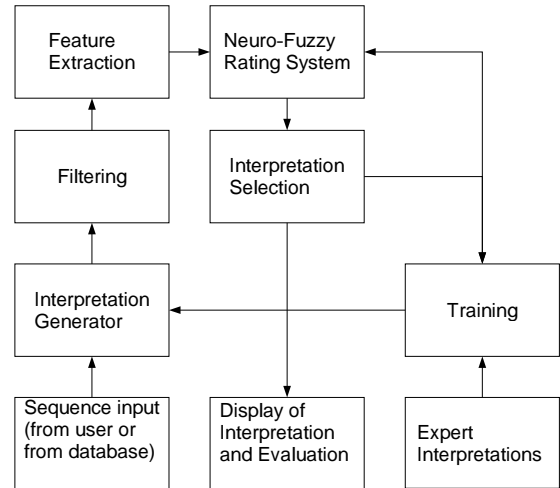 Feature
Extraction
Neuro-Fuzzy
Rating System
Filtering
Interpretation
Selection
Interpretation
Generator
Training
Sequence input
(from user or
from database)
Display of
Interpretation
and Evaluation
Expert
Interpretations